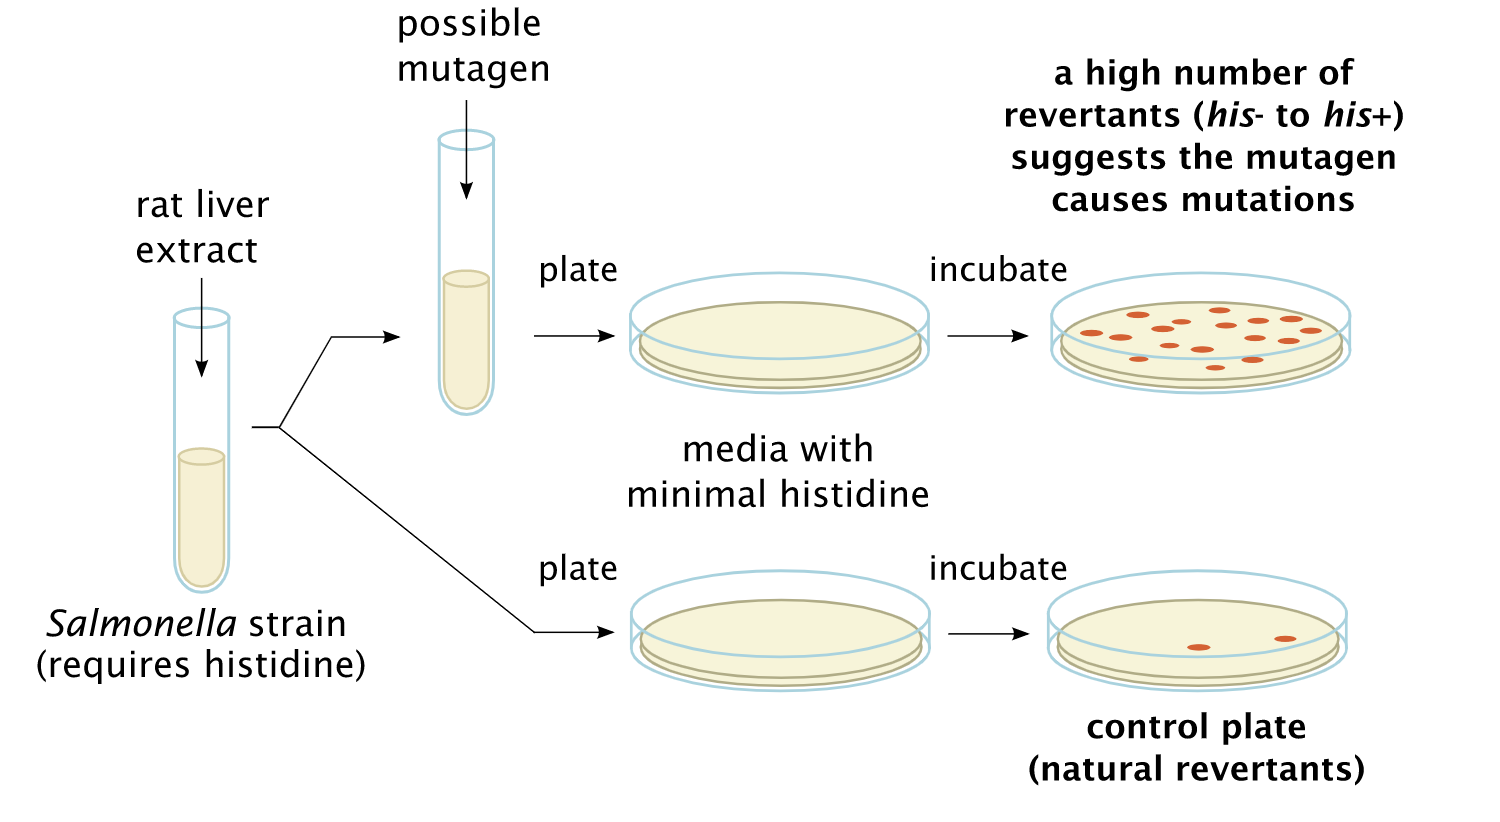 possible
mutagen
a high number of
revertants (his- to his+)
suggests the mutagen
causes mutations
rat liver
extract
plate
incubate
media with
minimal histidine
plate
incubate
Salmonella strain
(requires histidine)
control plate
(natural revertants)